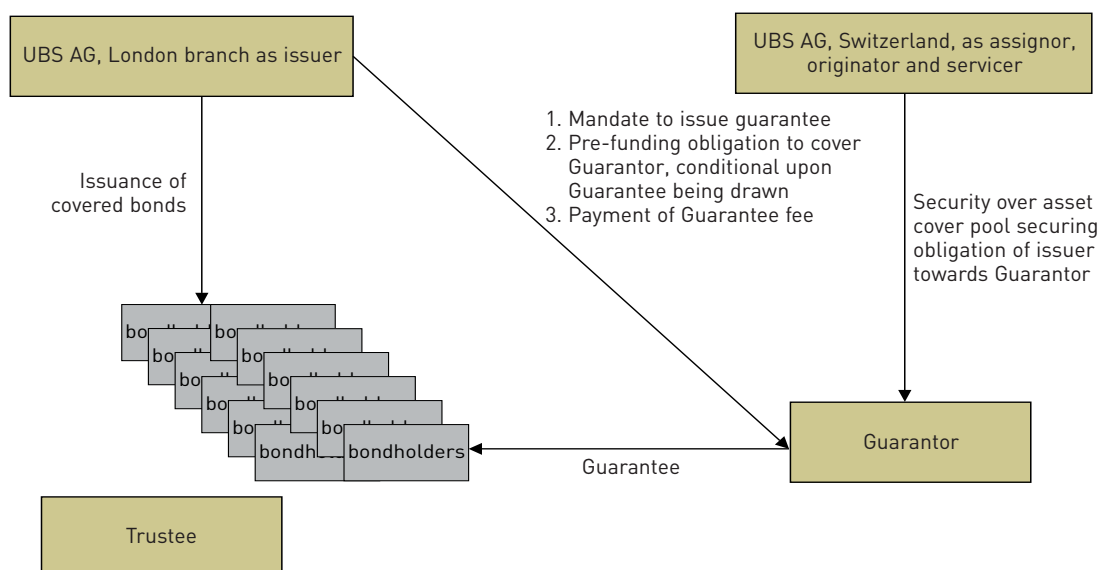 UBS AG, London branch as issuer
UBS AG, Switzerland, as assignor,
originator and servicer
1. Mandate to issue guarantee
2. Pre-funding obligation to cover
Guarantor, conditional upon
Guarantee being drawn
3. Payment of Guarantee fee
Issuance of
covered bonds
Security over asset
cover pool securing
obligation of issuer
towards Guarantor
bondholders
Guarantee
Guarantor
Trustee